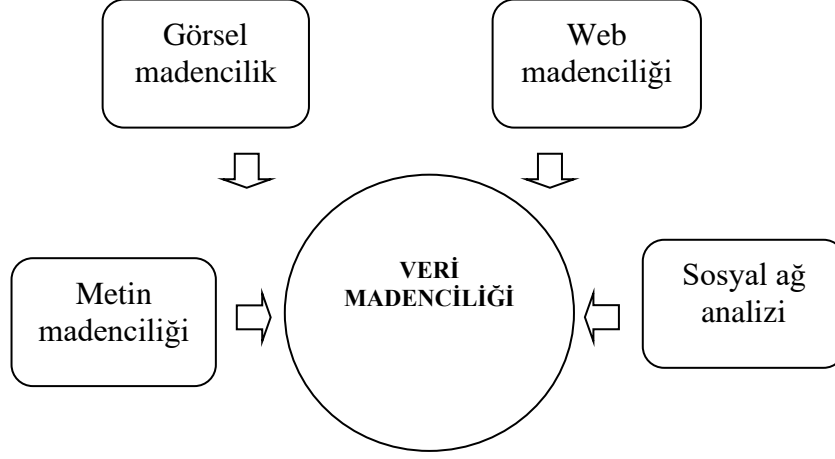 Görsel
madencilik
Web
madenciliği
VERİ
MADENCİLİĞİ
Metin
madenciliği
Sosyal ağ
analizi